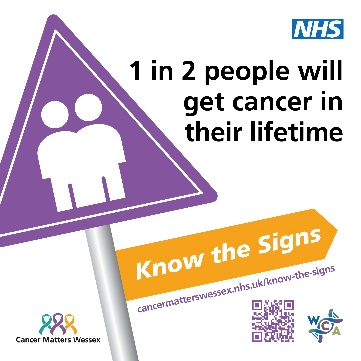 NHS
1 in 2 people will
get cancer in
their lifetime
Know the Signs
cancermatterswessex.nhs.uk/know-the-signs
Cancer Matters Wessex
WCA